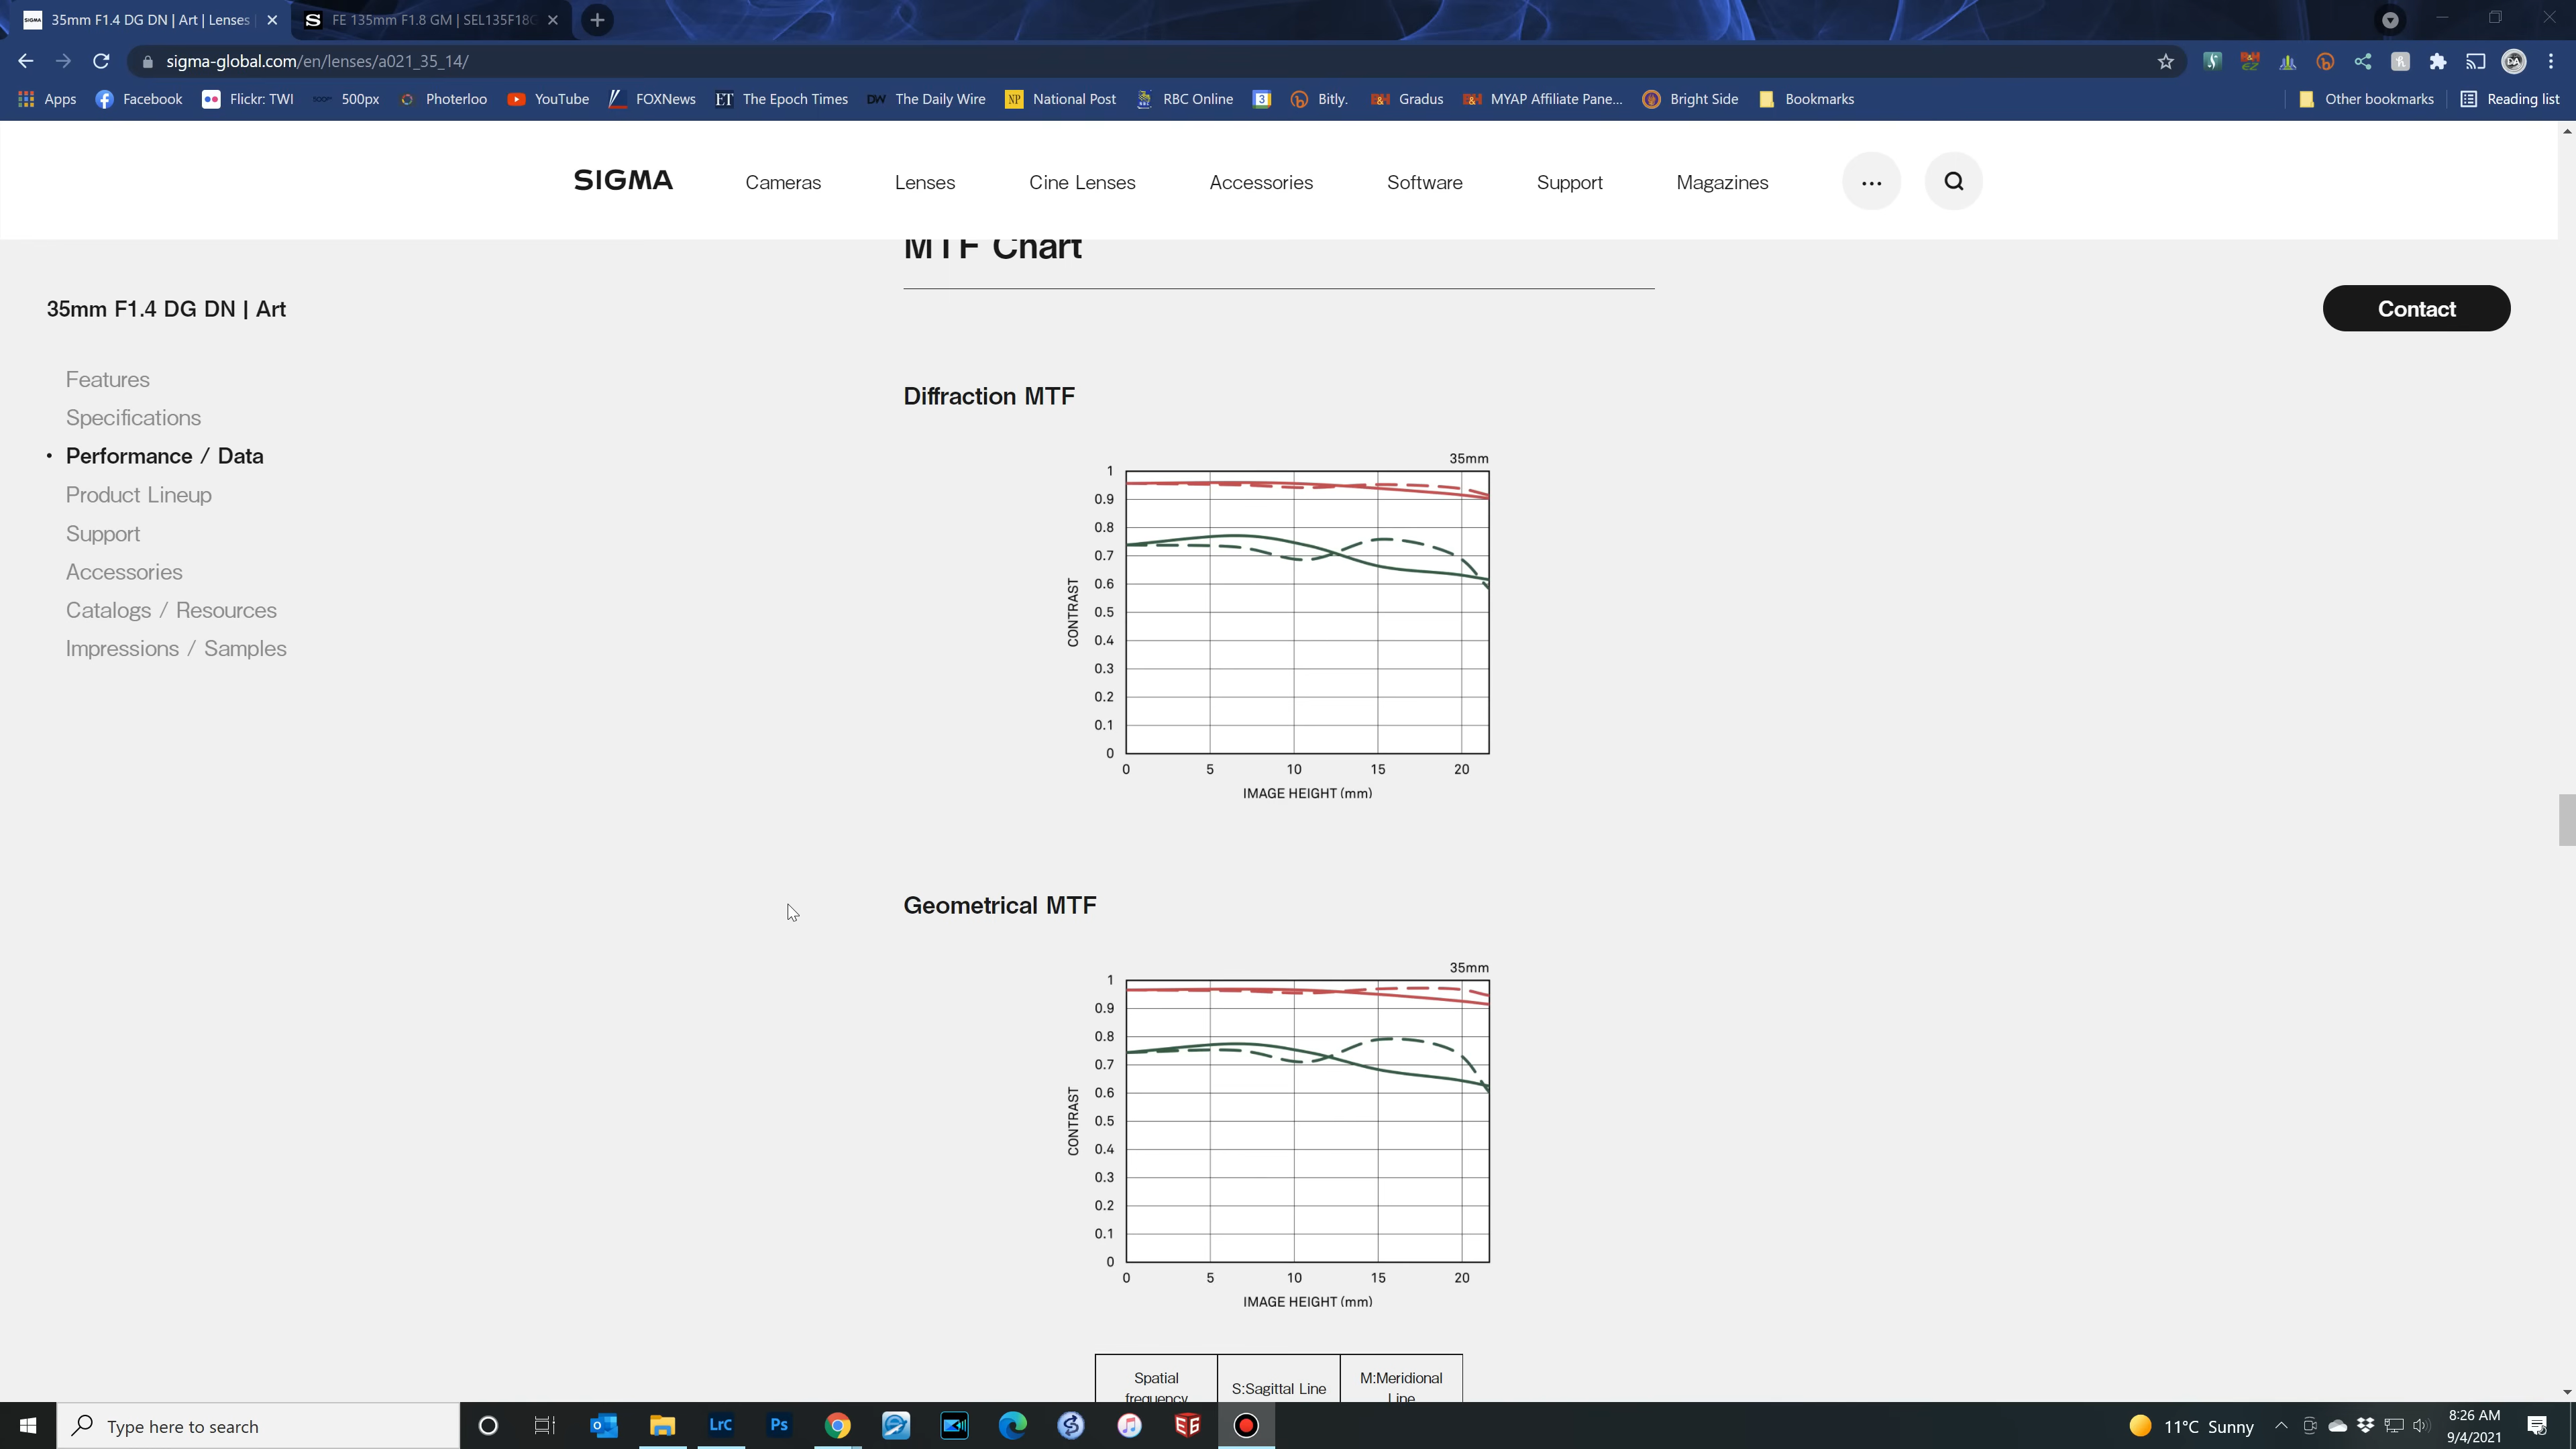 35mm F1.4 DG DN | Art | Lenses
FE 135mm F1.8 GM | SEL135F18G
sigma-global.com/en/lenses/a021_35_14/
Apps
Facebook
Flickr: TWI
500px
Photerloo
YouTube
FOXNews
The Epoch Times
The Daily Wire
National Post
RBC Online
Bitly.
Gradus
MYAP Affiliate Pane...
Bright Side
Bookmarks
Other bookmarks
Reading list
SIGMA
Cameras
Lenses
Cine Lenses
Accessories
Software
Support
Magazines
MTF Chart
35mm F1.4 DG DN | Art
Contact
Features
Specifications
Performance / Data
Product Lineup
Support
Accessories
Catalogs / Resources
Impressions / Samples
Diffraction MTF
35mm
1
0.9
0.8
0.7
0.6
0.5
0.4
0.3
0.2
0.1
0
CONTRAST
0 5 10 15 20
IMAGE HEIGHT (mm)
Geometrical MTF
35mm
1
0.9
0.8
0.7
0.6
0.5
0.4
0.3
0.2
0.1
0
CONTRAST
0 5 10 15 20
IMAGE HEIGHT (mm)
Spatial
frequency
S:Sagittal Line
M:Meridional
Line
Type here to search
LrC
Ps
11°C Sunny
8:26 AM
9/4/2021